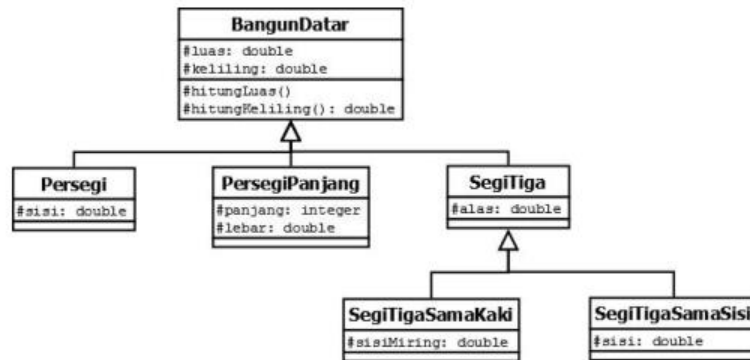 BangunDatar
#luas: double
#keliling: double
#hitungLuas()
#hitungKeliling(): double
Persegi
#sisi: double
PersegiPanjang
#panjang: integer
#lebar: double
SegiTiga
#alas: double
SegiTigaSamaKaki
#sisiMiring: double
SegiTigaSamaSisi
#sisi: double